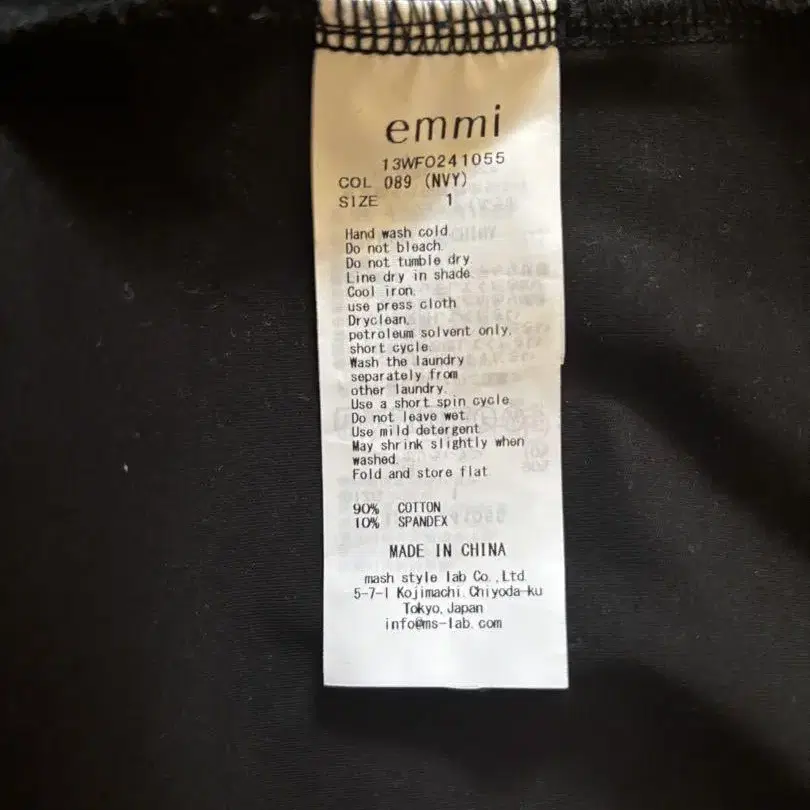 emmi
13WFO241055
COL 089 (NVY)
SIZE 1
Hand wash cold.
Do not bleach.
Do not tumble dry.
Line dry in shade.
Cool iron.
use press cloth
Dryclean,
petroleum solvent only,
short cycle.
Wash the laundry
separately from
other laundry.
Use a short spin cycle.
Do not leave wet.
Use mild detergent.
May shrink slightly when
washed.
Fold and store flat.
90% COTTON
10% SPANDEX
MADE IN CHINA
mash style lab Co.,Ltd.
5-7-1 Kojimachi, Chiyoda-ku
Tokyo, Japan
info@ms-lab.com